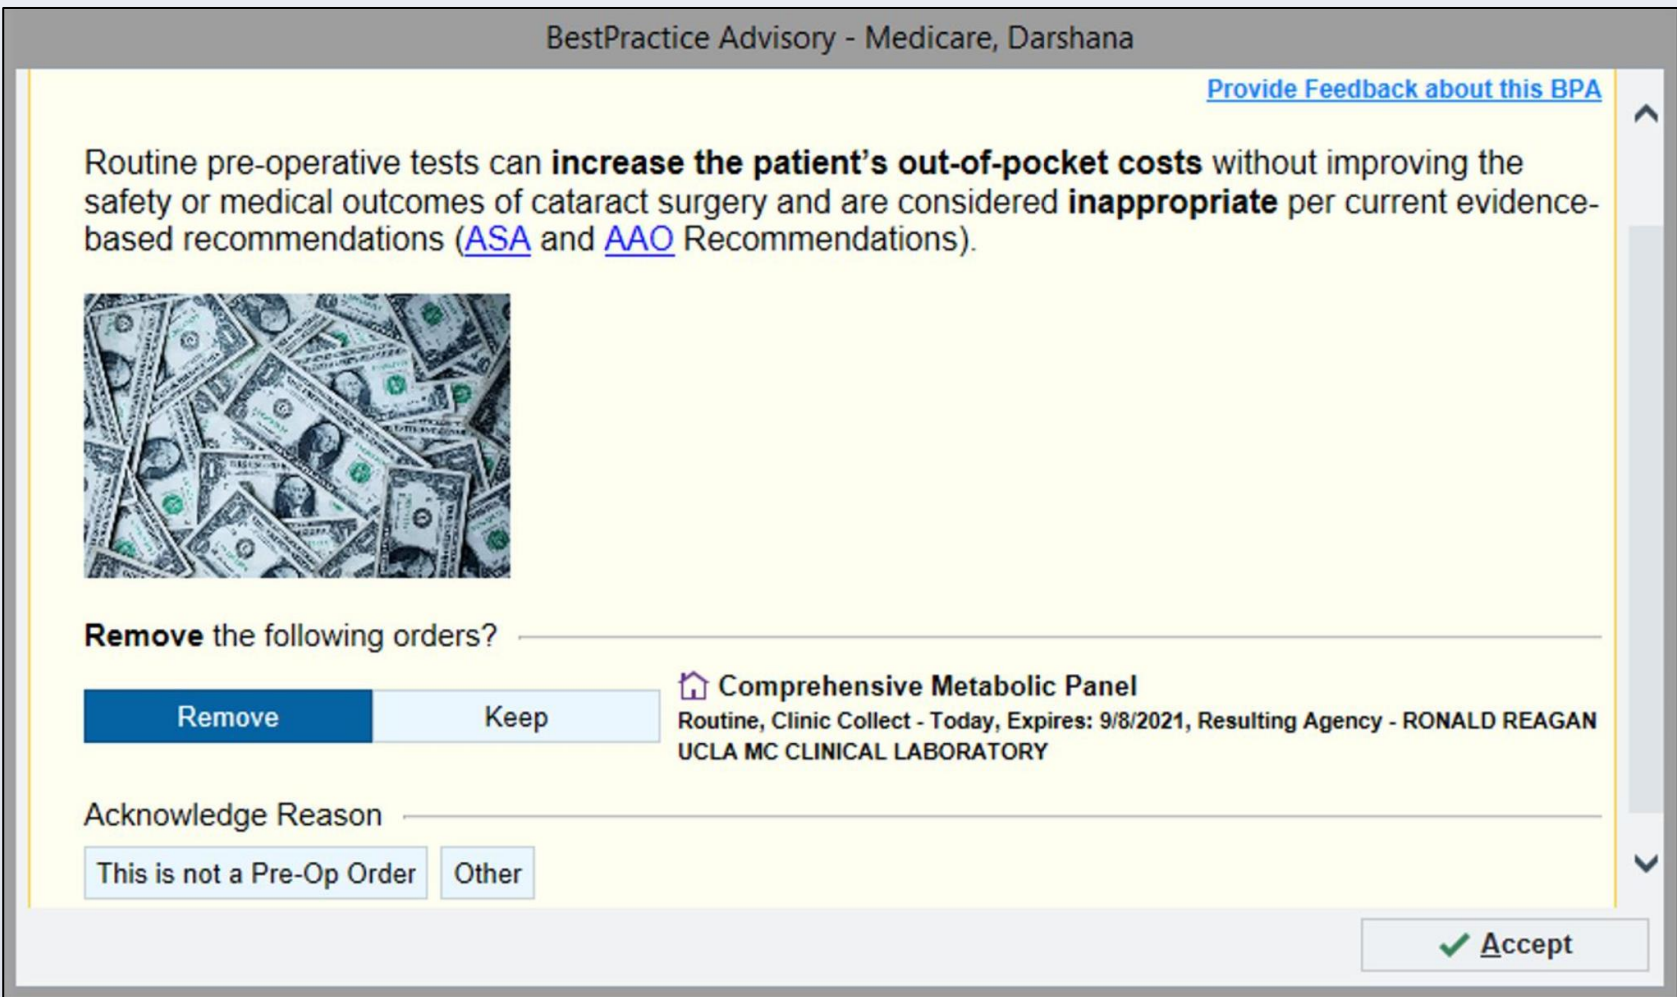 BestPractice Advisory - Medicare, Darshana
Provide Feedback about this BPA
Routine pre-operative tests can increase the patient’s out-of-pocket costs without improving the
safety or medical outcomes of cataract surgery and are considered inappropriate per current evidence-
based recommendations (ASA and AAO Recommendations).
Remove the following orders?
Remove Keep
Comprehensive Metabolic Panel
Routine, Clinic Collect - Today, Expires: 9/8/2021, Resulting Agency - RONALD REAGAN
UCLA MC CLINICAL LABORATORY
Acknowledge Reason
This is not a Pre-Op Order Other
Accept